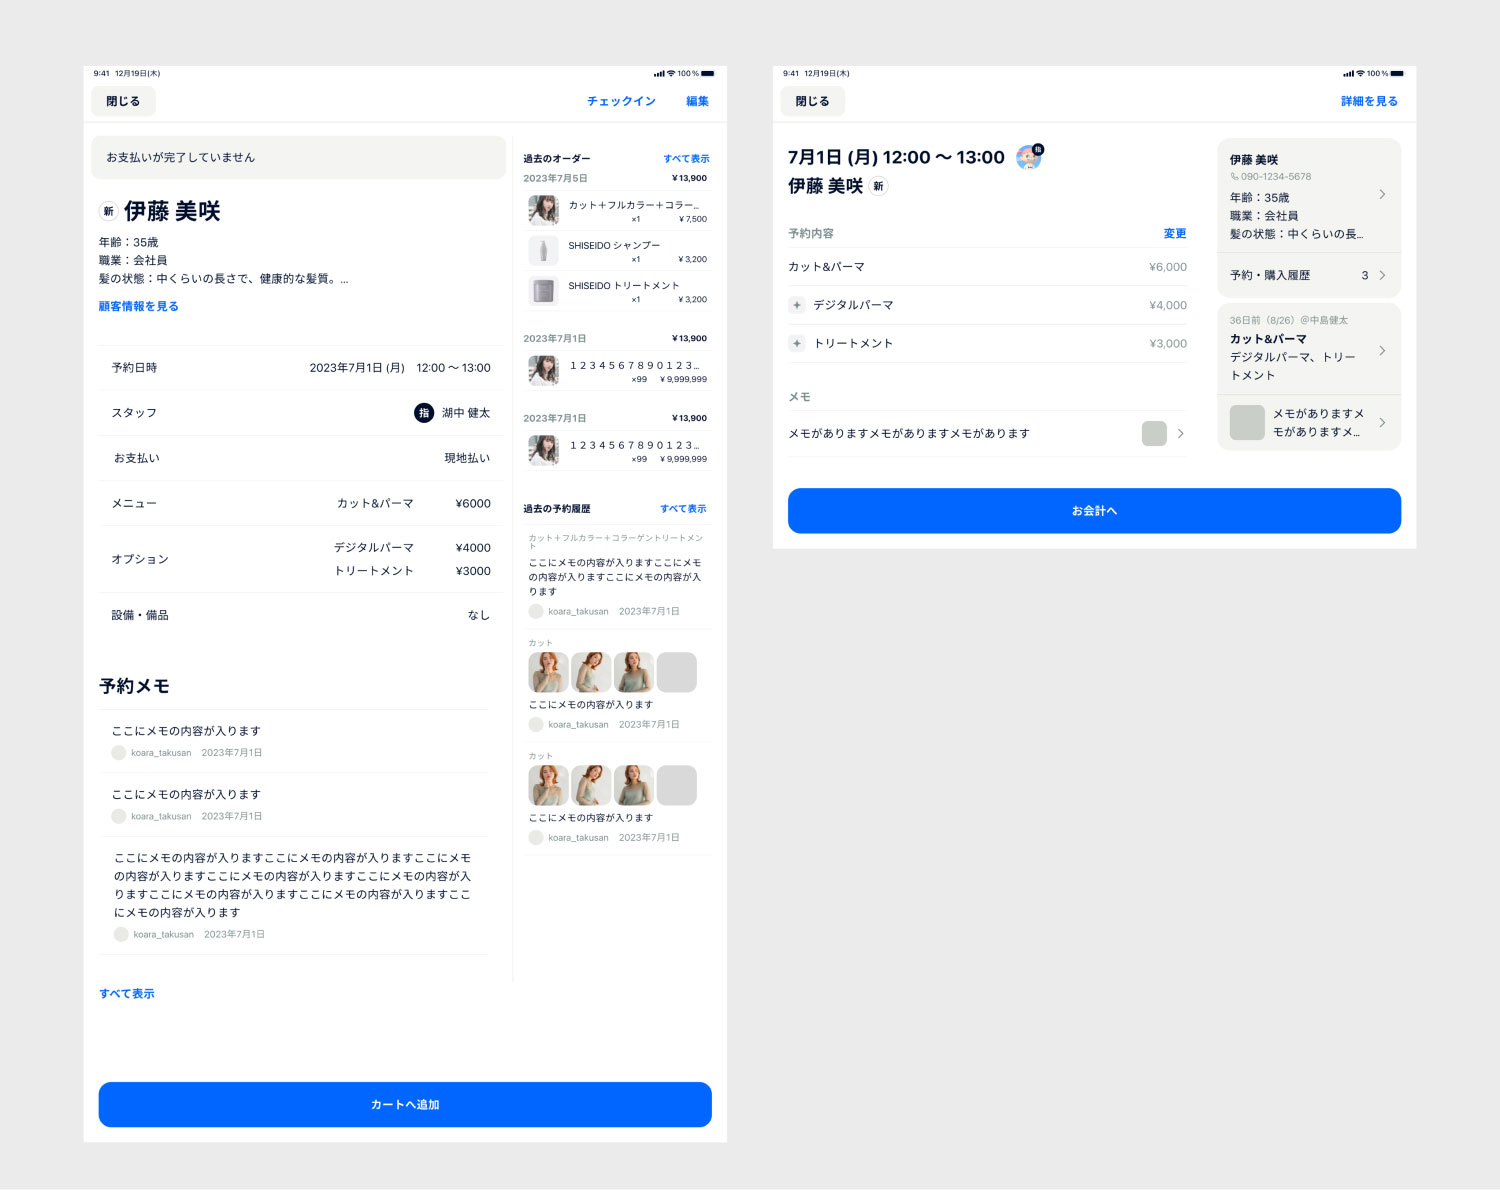 9:41 12月19日(木)
100%
閉じる
チェックイン
編集
お支払いが完了していません
新 伊藤 美咲
年齢：35歳
職業：会社員
髪の状態：中くらいの長さで、健康的な髪質。...
顧客情報を見る
予約日時 2023年7月1日 (月) 12:00 〜 13:00
スタッフ 指 湖中 健太
お支払い 現地払い
メニュー カット&パーマ ¥6000
オプション
デジタルパーマ ¥4000
トリートメント ¥3000
設備・備品 なし
予約メモ
ここにメモの内容が入ります
koara_takusan 2023年7月1日
ここにメモの内容が入ります
koara_takusan 2023年7月1日
ここにメモの内容が入りますここにメモの内容が入りますここにメモ
の内容が入りますここにメモの内容が入りますここにメモの内容が入
りますここにメモの内容が入りますここにメモの内容が入りますここ
にメモの内容が入ります
koara_takusan 2023年7月1日
すべて表示
過去のオーダー すべて表示
2023年7月5日 ¥13,900
カット＋フルカラー＋コラー...
×1 ¥7,500
SHISEIDO シャンプー
×1 ¥3,200
SHISEIDO トリートメント
×1 ¥3,200
2023年7月1日 ¥13,900
１２３４５６７８９０１２３...
×99 ¥9,999,999
2023年7月1日 ¥13,900
１２３４５６７８９０１２３...
×99 ¥9,999,999
過去の予約履歴 すべて表示
カット＋フルカラー＋コラーゲントリートメン
ト
ここにメモの内容が入りますここにメモ
の内容が入りますここにメモの内容が入
ります
koara_takusan 2023年7月1日
カット
ここにメモの内容が入ります
koara_takusan 2023年7月1日
カット
ここにメモの内容が入ります
koara_takusan 2023年7月1日
カートへ追加
9:41 12月19日(木)
100%
閉じる
詳細を見る
7月1日 (月) 12:00 〜 13:00 指
伊藤 美咲 新
予約内容 変更
カット&パーマ ¥6,000
デジタルパーマ ¥4,000
トリートメント ¥3,000
メモ
メモがありますメモがありますメモがあります
伊藤 美咲
090-1234-5678
年齢：35歳
職業：会社員
髪の状態：中くらいの長...
予約・購入履歴 3
36日前（8/26）＠中島健太
カット&パーマ
デジタルパーマ、トリー
トメント
メモがありますメ
モがありますメ...
お会計へ